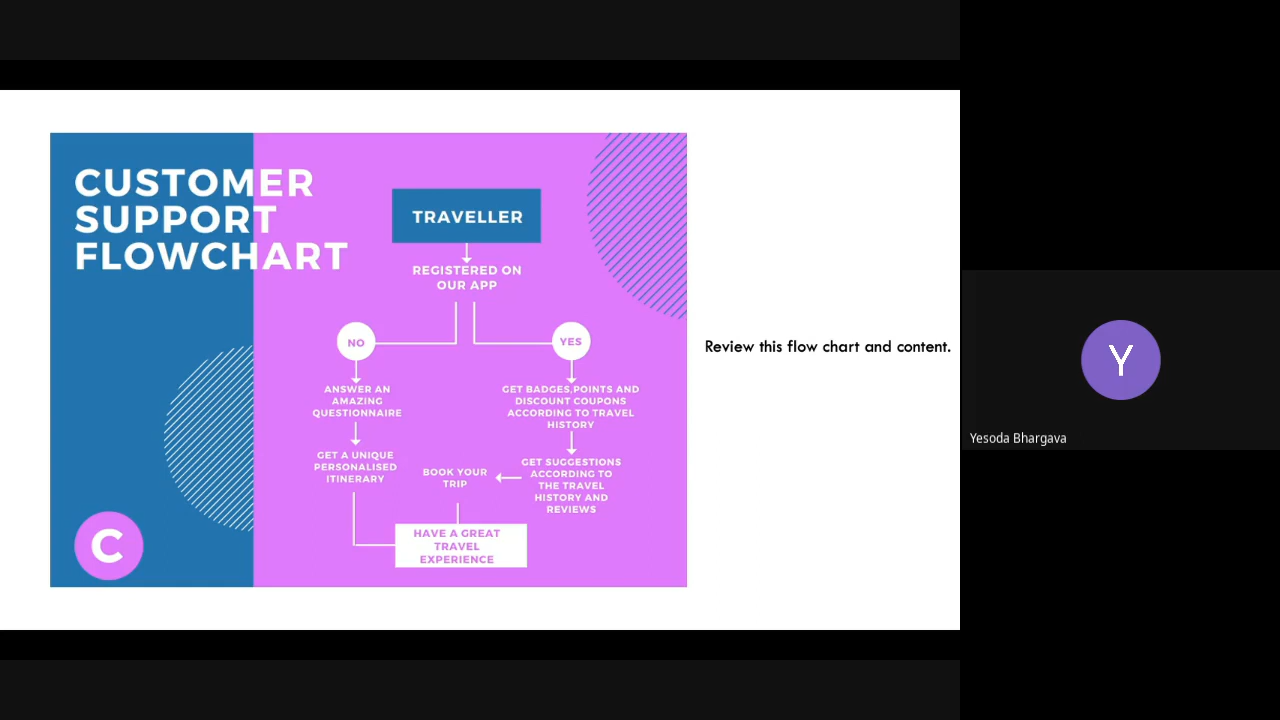 CUSTOMER
SUPPORT
FLOWCHART
TRAVELLER
REGISTERED ON
OUR APP
NO
YES
ANSWER AN
AMAZING
QUESTIONNAIRE
GET BADGES,POINTS AND
DISCOUNT COUPONS
ACCORDING TO TRAVEL
HISTORY
GET A UNIQUE
PERSONALISED
ITINERARY
BOOK YOUR
TRIP
GET SUGGESTIONS
ACCORDING TO
THE TRAVEL
HISTORY AND
REVIEWS
HAVE A GREAT
TRAVEL
EXPERIENCE
C
Review this flow chart and content.
Y
Yesoda Bhargava